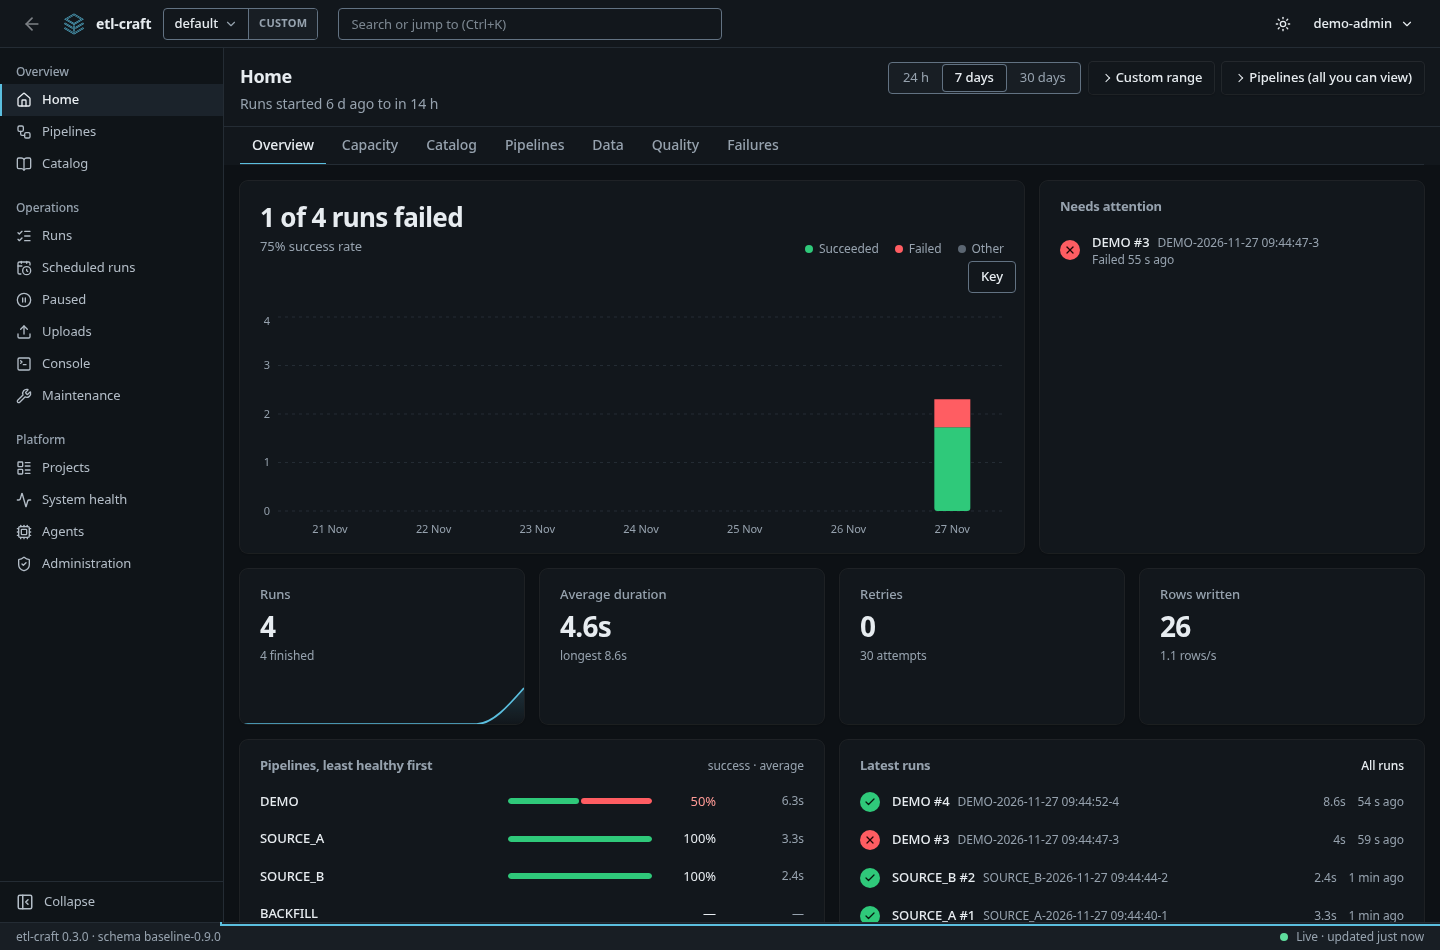 etl-craft
default
CUSTOM
Search or jump to (Ctrl+K)
demo-admin
Overview
Home
Pipelines
Catalog
Operations
Runs
Scheduled runs
Paused
Uploads
Console
Maintenance
Platform
Projects
System health
Agents
Administration
Collapse
Home
Runs started 6 d ago to in 14 h
24 h
7 days
30 days
Custom range
Pipelines (all you can view)
Overview
Capacity
Catalog
Pipelines
Data
Quality
Failures
1 of 4 runs failed
75% success rate
Succeeded
Failed
Other
Key
4
3
2
1
0
21 Nov
22 Nov
23 Nov
24 Nov
25 Nov
26 Nov
27 Nov
Needs attention
DEMO #3 DEMO-2026-11-27 09:44:47-3
Failed 55 s ago
Runs
4
4 finished
Average duration
4.6s
longest 8.6s
Retries
0
30 attempts
Rows written
26
1.1 rows/s
Pipelines, least healthy first
success · average
DEMO 50% 6.3s
SOURCE_A 100% 3.3s
SOURCE_B 100% 2.4s
BACKFILL — —
Latest runs
All runs
DEMO #4 DEMO-2026-11-27 09:44:52-4 8.6s 54 s ago
DEMO #3 DEMO-2026-11-27 09:44:47-3 4s 59 s ago
SOURCE_B #2 SOURCE_B-2026-11-27 09:44:44-2 2.4s 1 min ago
SOURCE_A #1 SOURCE_A-2026-11-27 09:44:40-1 3.3s 1 min ago
etl-craft 0.3.0 · schema baseline-0.9.0
Live · updated just now